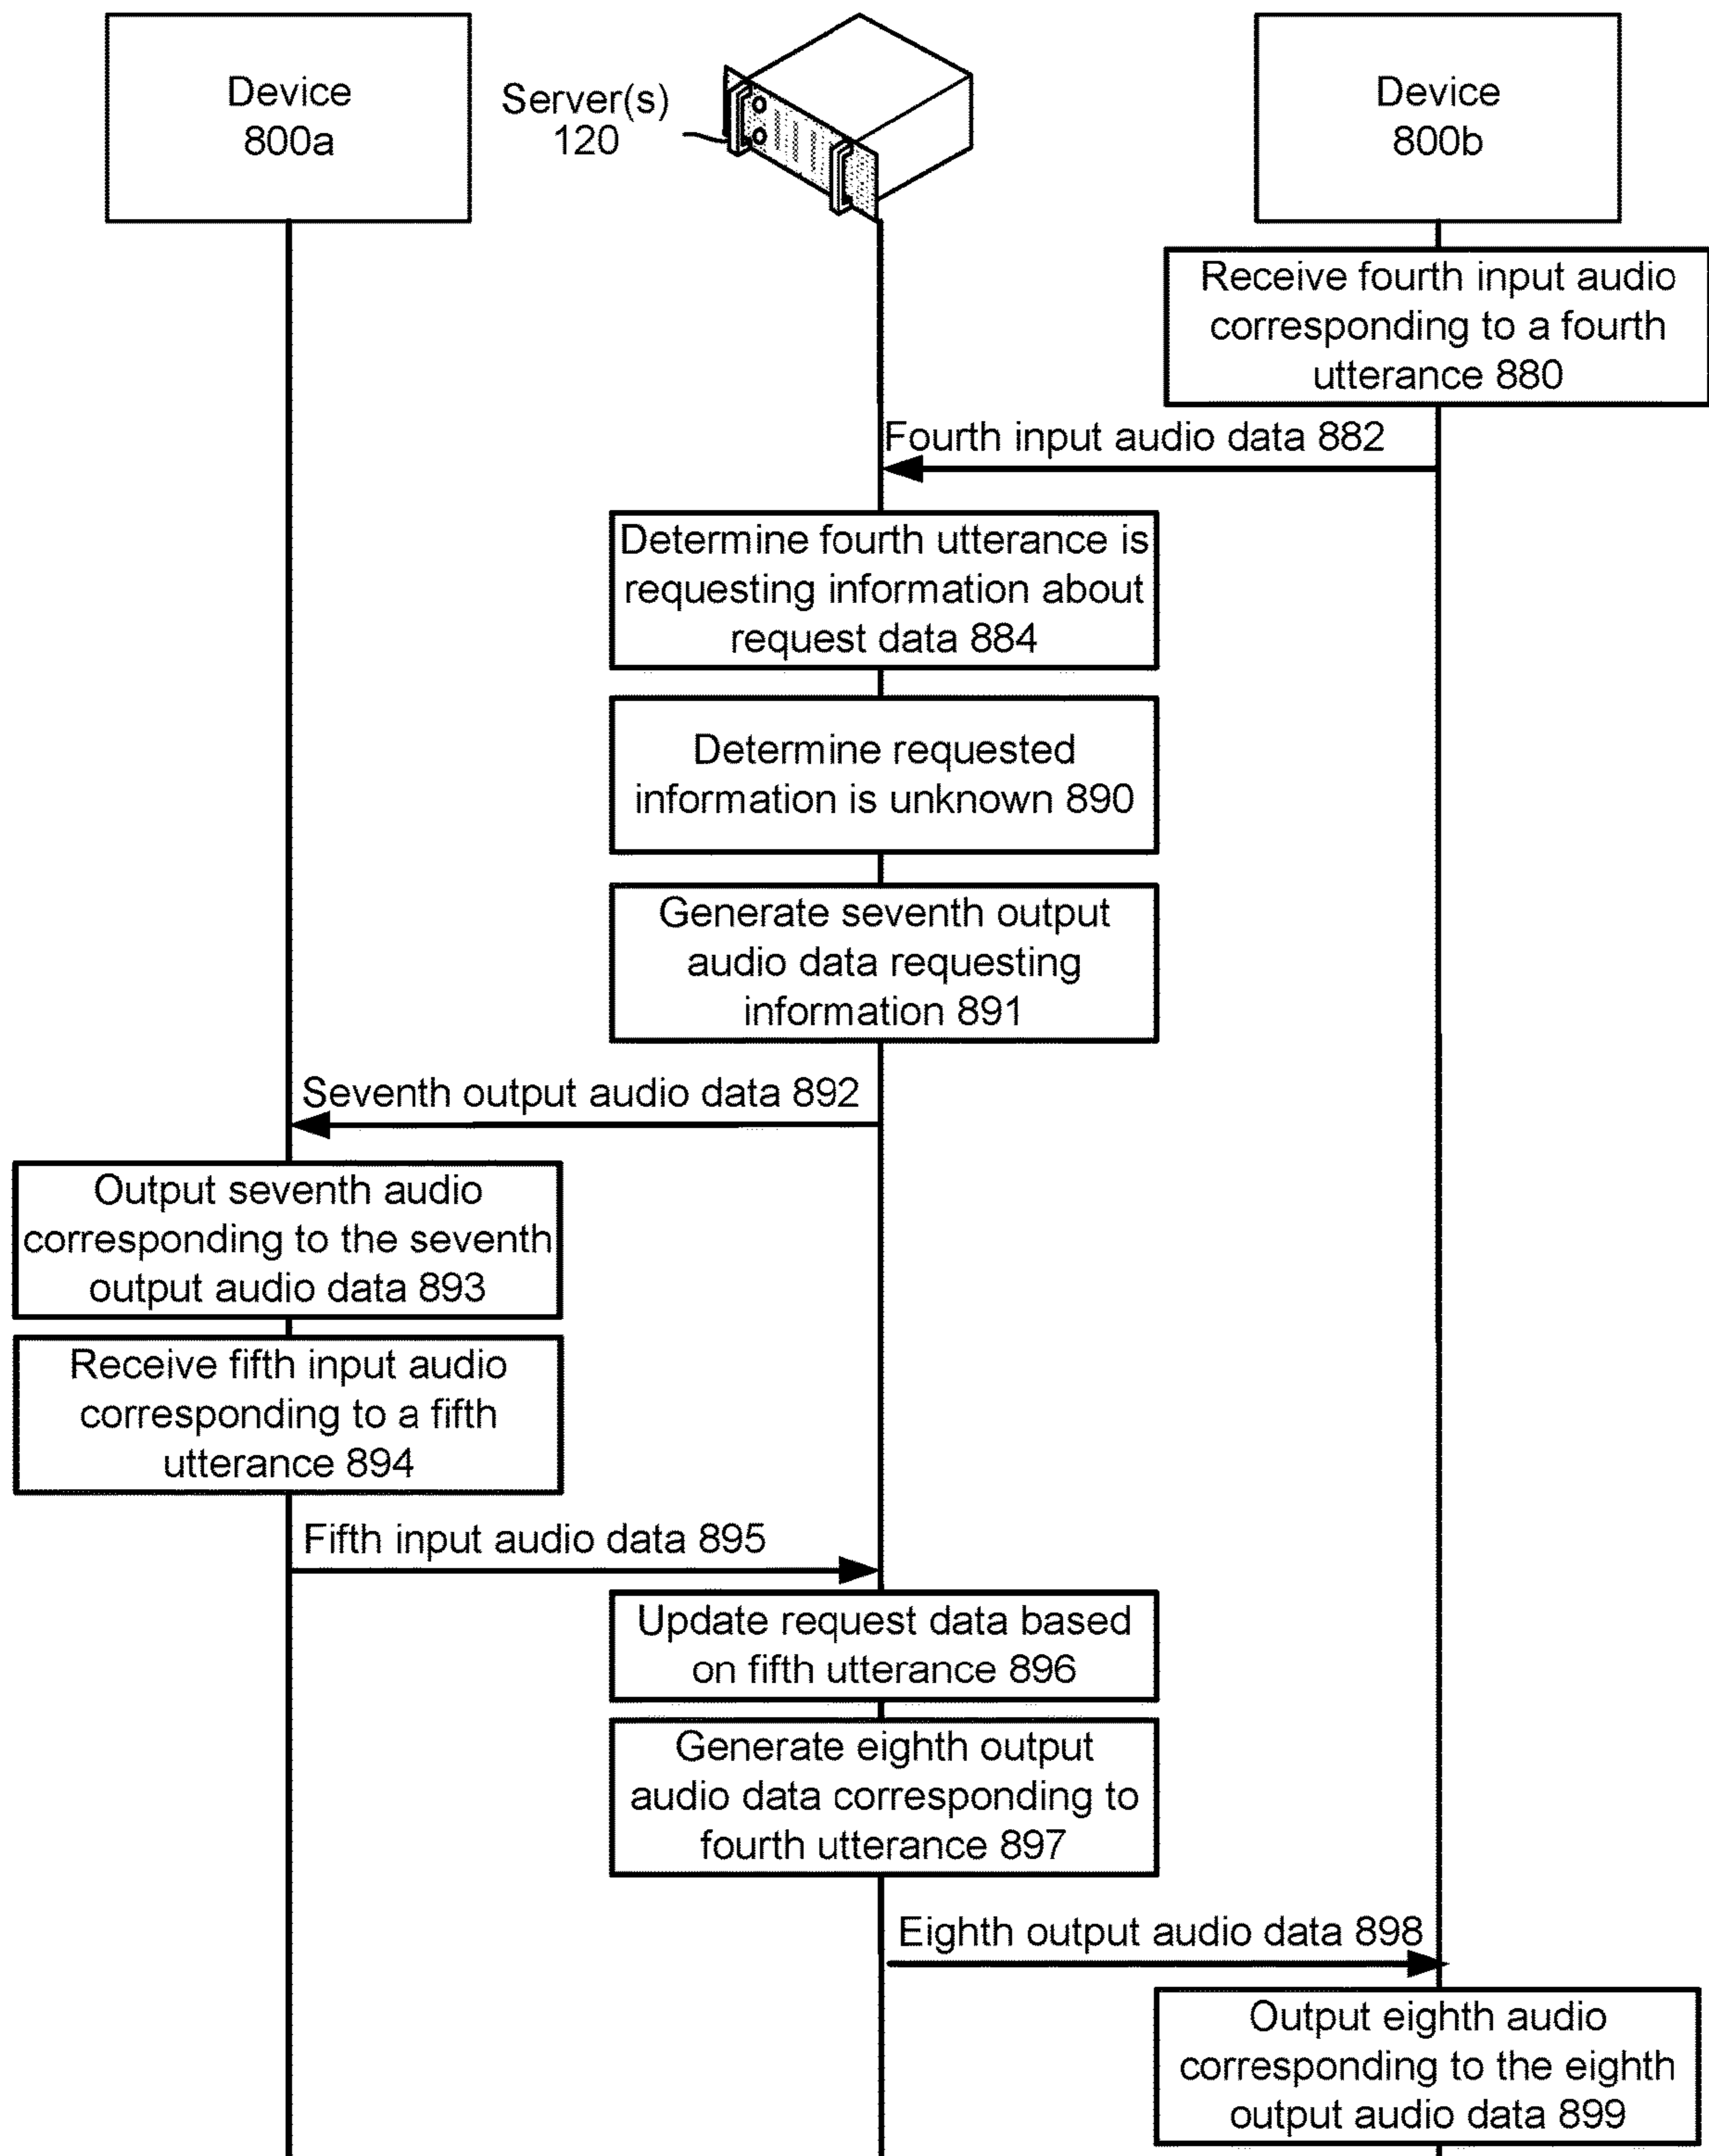 Device
800a
Server(s)
120
Device
800b
Receive fourth input audio
corresponding to a fourth
utterance 880
Fourth input audio data 882
Determine fourth utterance is
requesting information about
request data 884
Determine requested
information is unknown 890
Generate seventh output
audio data requesting
information 891
Seventh output audio data 892
Output seventh audio
corresponding to the seventh
output audio data 893
Receive fifth input audio
corresponding to a fifth
utterance 894
Fifth input audio data 895
Update request data based
on fifth utterance 896
Generate eighth output
audio data corresponding to
fourth utterance 897
Eighth output audio data 898
Output eighth audio
corresponding to the eighth
output audio data 899